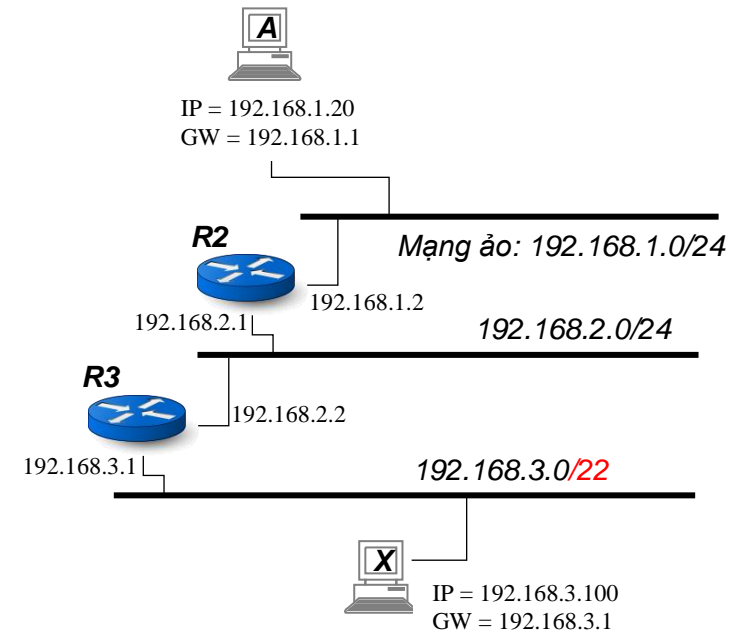 A
IP = 192.168.1.20
GW = 192.168.1.1
R2
Mạng ảo: 192.168.1.0/24
192.168.1.2
192.168.2.1
192.168.2.0/24
R3
192.168.2.2
192.168.3.1
192.168.3.0/22
X
IP = 192.168.3.100
GW = 192.168.3.1